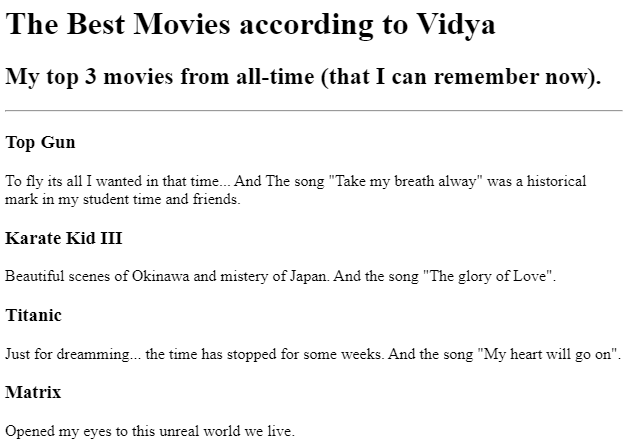 The Best Movies according to Vidya
My top 3 movies from all-time (that I can remember now).
Top Gun
To fly its all I wanted in that time... And The song "Take my breath alway" was a historical
mark in my student time and friends.
Karate Kid III
Beautiful scenes of Okinawa and mistery of Japan. And the song "The glory of Love".
Titanic
Just for dreamming... the time has stopped for some weeks. And the song "My heart will go on".
Matrix
Opened my eyes to this unreal world we live.